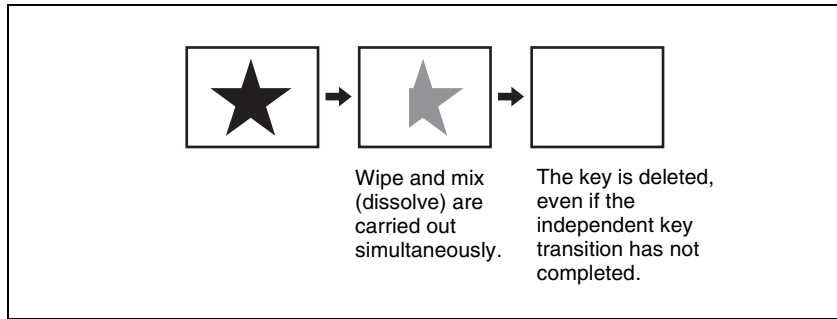 Wipe and mix
(dissolve) are
carried out
simultaneously.
The key is deleted,
even if the
independent key
transition has not
completed.